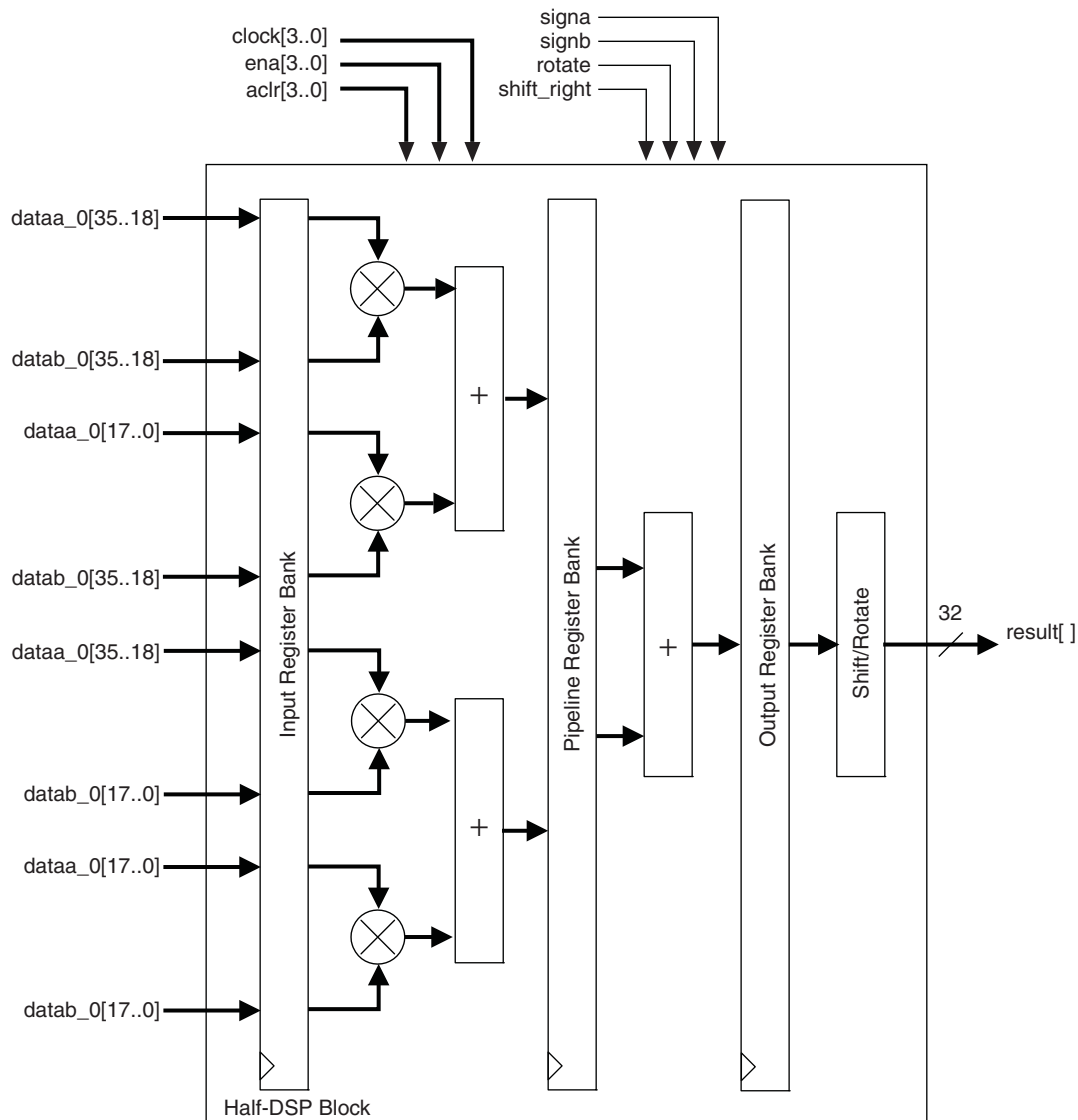 clock[3..0]
ena[3..0]
aclr[3..0]
signa
signb
rotate
shift_right
dataa_0[35..18]
datab_0[35..18]
dataa_0[17..0]
datab_0[35..18]
dataa_0[35..18]
datab_0[17..0]
dataa_0[17..0]
datab_0[17..0]
Input Register Bank
+
+
Pipeline Register Bank
+
Output Register Bank
Shift/Rotate
32
result[ ]
Half-DSP Block